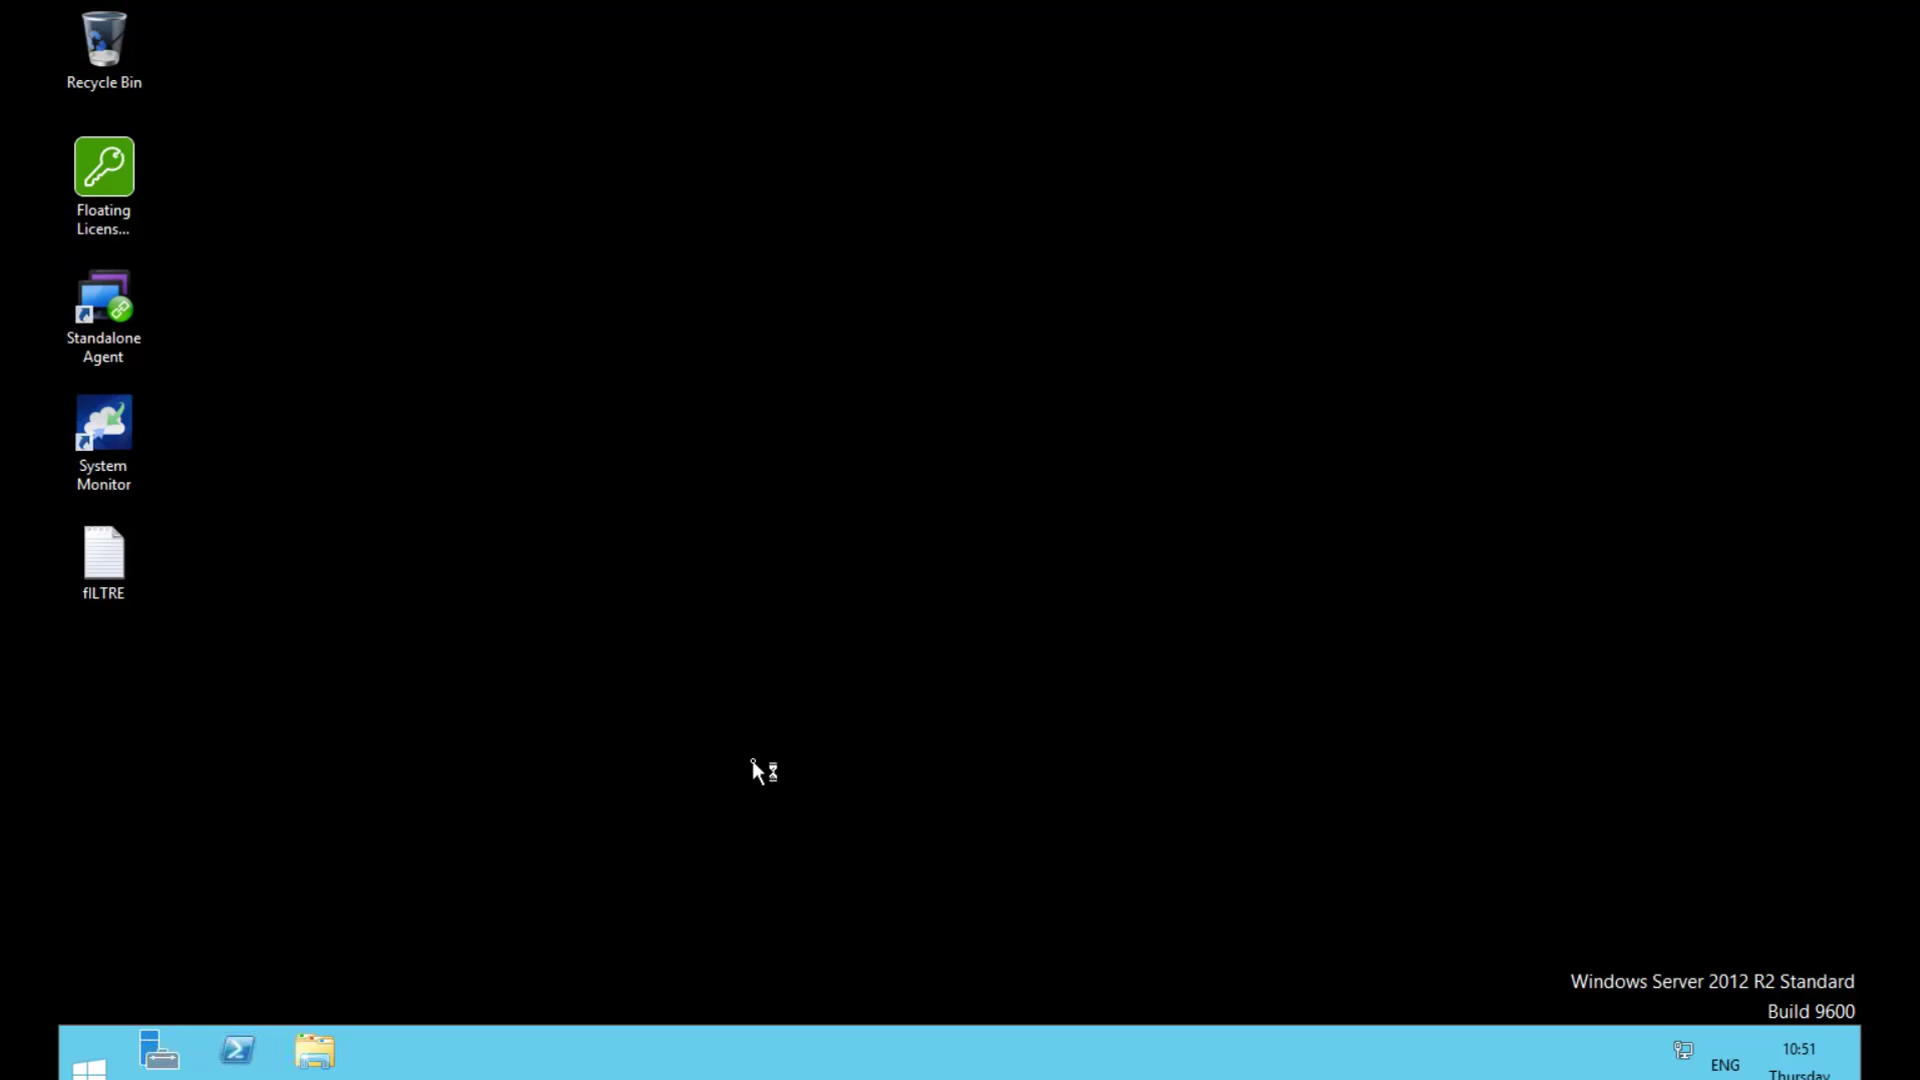 Recycle Bin
Floating
Licens...
Standalone
Agent
System
Monitor
fILTRE
Windows Server 2012 R2 Standard
Build 9600
ENG
10:51
Thursday